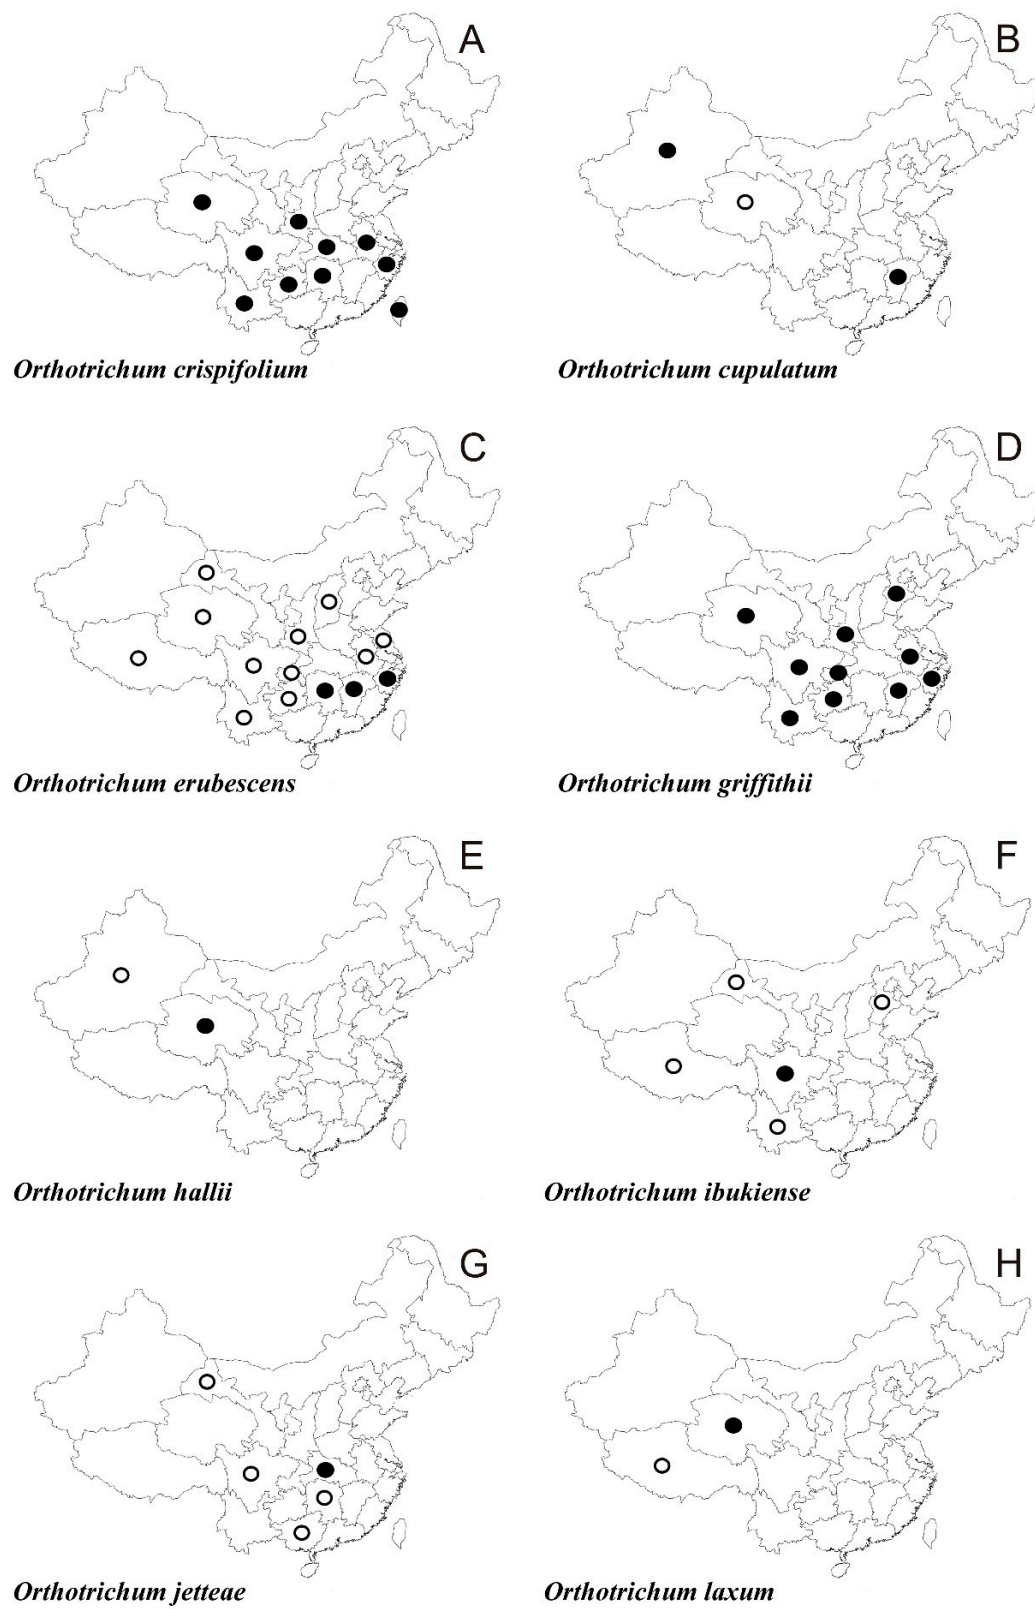 A
B
Orthotrichum crispifolium
Orthotrichum cupulatum
C
D
Orthotrichum erubescens
Orthotrichum griffithii
E
F
Orthotrichum hallii
Orthotrichum ibukiense
G
H
Orthotrichum jetteae
Orthotrichum laxum